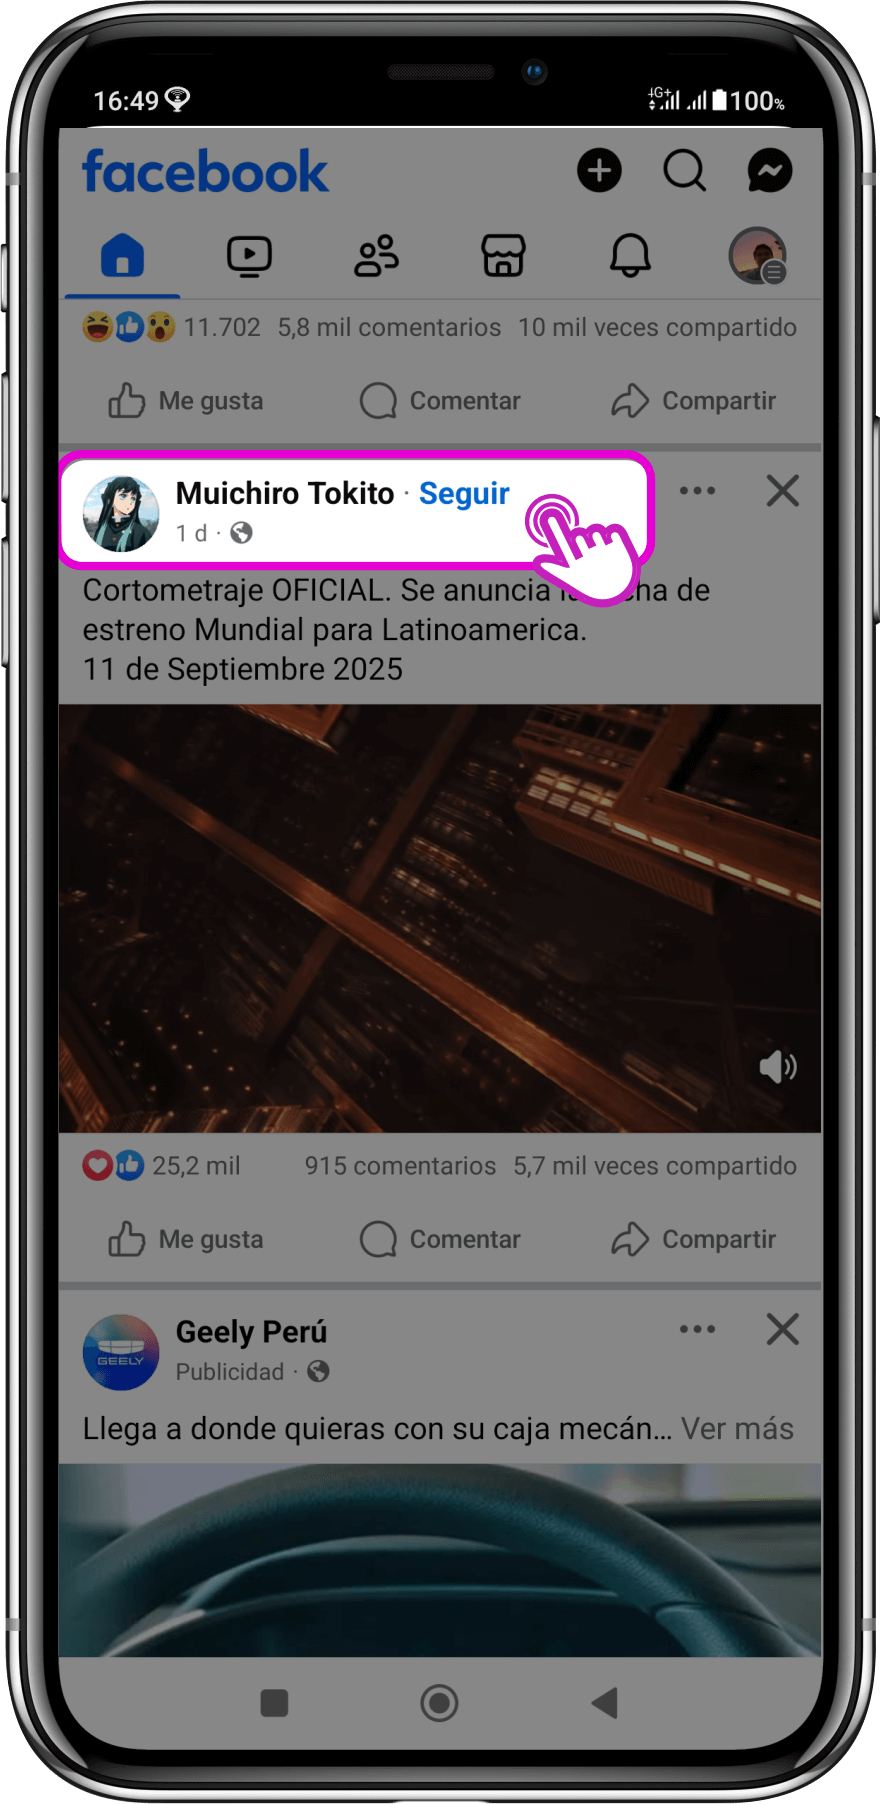 16:49
4G+ 100%
facebook
11.702 5,8 mil comentarios 10 mil veces compartido
Me gusta Comentar Compartir
Muichiro Tokito · Seguir
1 d ·
Cortometraje OFICIAL. Se anuncia de
estreno Mundial para Latinoamerica.
11 de Septiembre 2025
25,2 mil 915 comentarios 5,7 mil veces compartido
Me gusta Comentar Compartir
Geely Perú
GEELY
Publicidad ·
Llega a donde quieras con su caja mecán... Ver más